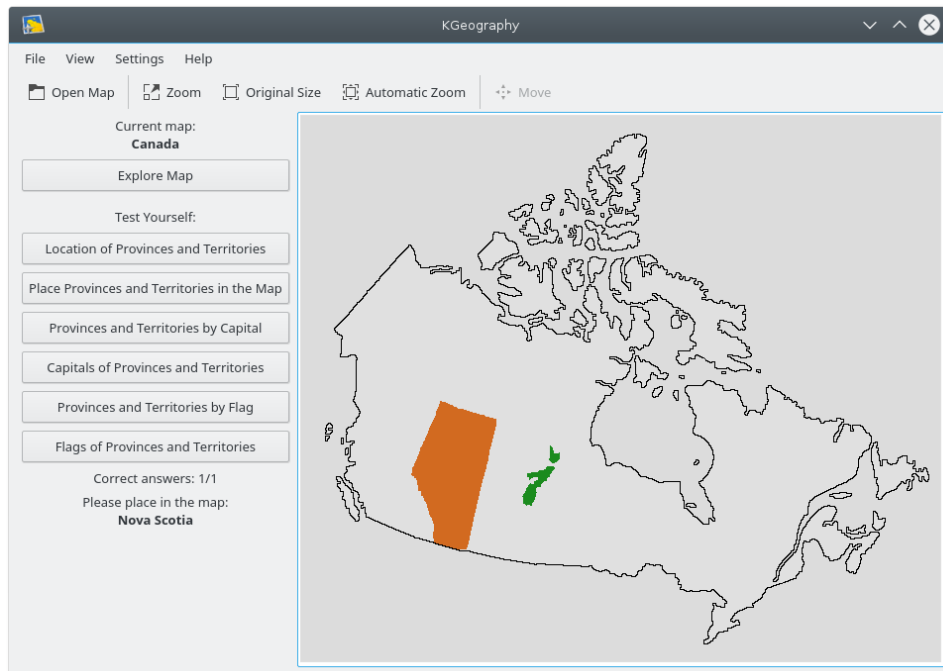 KGeography
File View Settings Help
Open Map Zoom Original Size Automatic Zoom Move
Current map:
Canada
Explore Map
Test Yourself:
Location of Provinces and Territories
Place Provinces and Territories in the Map
Provinces and Territories by Capital
Capitals of Provinces and Territories
Provinces and Territories by Flag
Flags of Provinces and Territories
Correct answers: 1/1
Please place in the map:
Nova Scotia